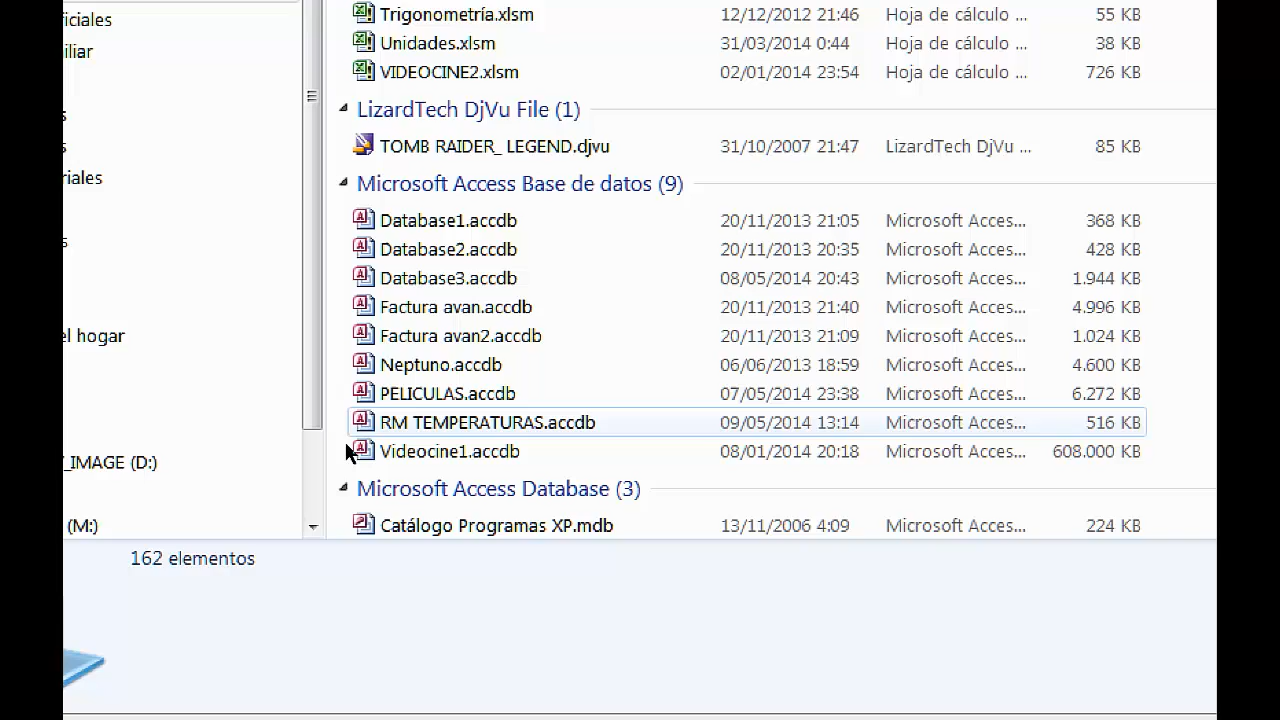 ficiales
Trigonometría.xlsm 12/12/2012 21:46 Hoja de cálculo ... 55 KB
iliar
Unidades.xlsm 31/03/2014 0:44 Hoja de cálculo ... 38 KB
VIDEOCINE2.xlsm 02/01/2014 23:54 Hoja de cálculo ... 726 KB
LizardTech DjVu File (1)
s
TOMB RAIDER_ LEGEND.djvu 31/10/2007 21:47 LizardTech DjVu ... 85 KB
s
riales
Microsoft Access Base de datos (9)
Database1.accdb 20/11/2013 21:05 Microsoft Acces... 368 KB
s
Database2.accdb 20/11/2013 20:35 Microsoft Acces... 428 KB
Database3.accdb 08/05/2014 20:43 Microsoft Acces... 1.944 KB
Factura avan.accdb 20/11/2013 21:40 Microsoft Acces... 4.996 KB
el hogar
Factura avan2.accdb 20/11/2013 21:09 Microsoft Acces... 1.024 KB
Neptuno.accdb 06/06/2013 18:59 Microsoft Acces... 4.600 KB
PELICULAS.accdb 07/05/2014 23:38 Microsoft Acces... 6.272 KB
RM TEMPERATURAS.accdb 09/05/2014 13:14 Microsoft Acces... 516 KB
Videocine1.accdb 08/01/2014 20:18 Microsoft Acces... 608.000 KB
_IMAGE (D:)
Microsoft Access Database (3)
(M:)
Catálogo Programas XP.mdb 13/11/2006 4:09 Microsoft Acces... 224 KB
162 elementos